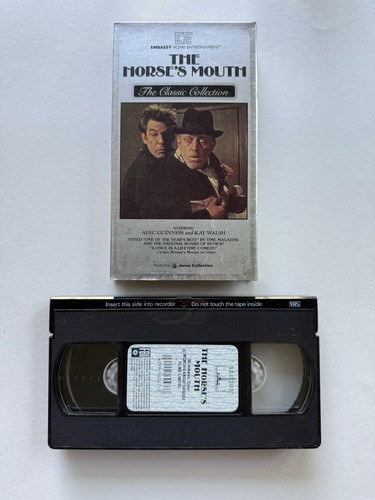 EMBASSY HOME ENTERTAINMENT
THE
HORSE'S MOUTH
The Classic Collection
STARRING
ALEC GUINNESS and KAY WALSH
VOTED "ONE OF THE YEAR'S BEST" BY TIME MAGAZINE
AND THE NATIONAL BOARD OF REVIEW!
"A ONCE IN A LIFETIME COMEDY"
Janus Collection
Insert this side into recorder
Do not touch the tape inside
VHS
THE HORSE'S
MOUTH